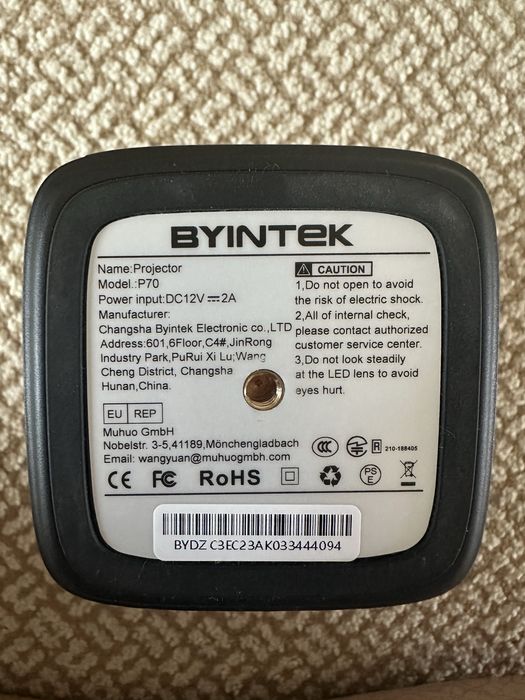 BYINTEK
Name:Projector
Model.:P70
Power input:DC12V⎓2A
Manufacturer:
Changsha Byintek Electronic co.,LTD
Address:601,6Floor,C4#,JinRong
Industry Park,PuRui Xi Lu;Wang
Cheng District, Changsha
Hunan,China.
CAUTION
1,Do not open to avoid
the risk of electric shock.
2,All of internal check,
please contact authorized
customer service center.
3,Do not look steadily
at the LED lens to avoid
eyes hurt.
EU REP
Muhuo GmbH
Nobelstr. 3-5,41189,Mönchengladbach
Email: wangyuan@muhuogmbh.com
CCC R 210-188405
CE FC RoHS PSE
BYDZ C3EC23AK033444094